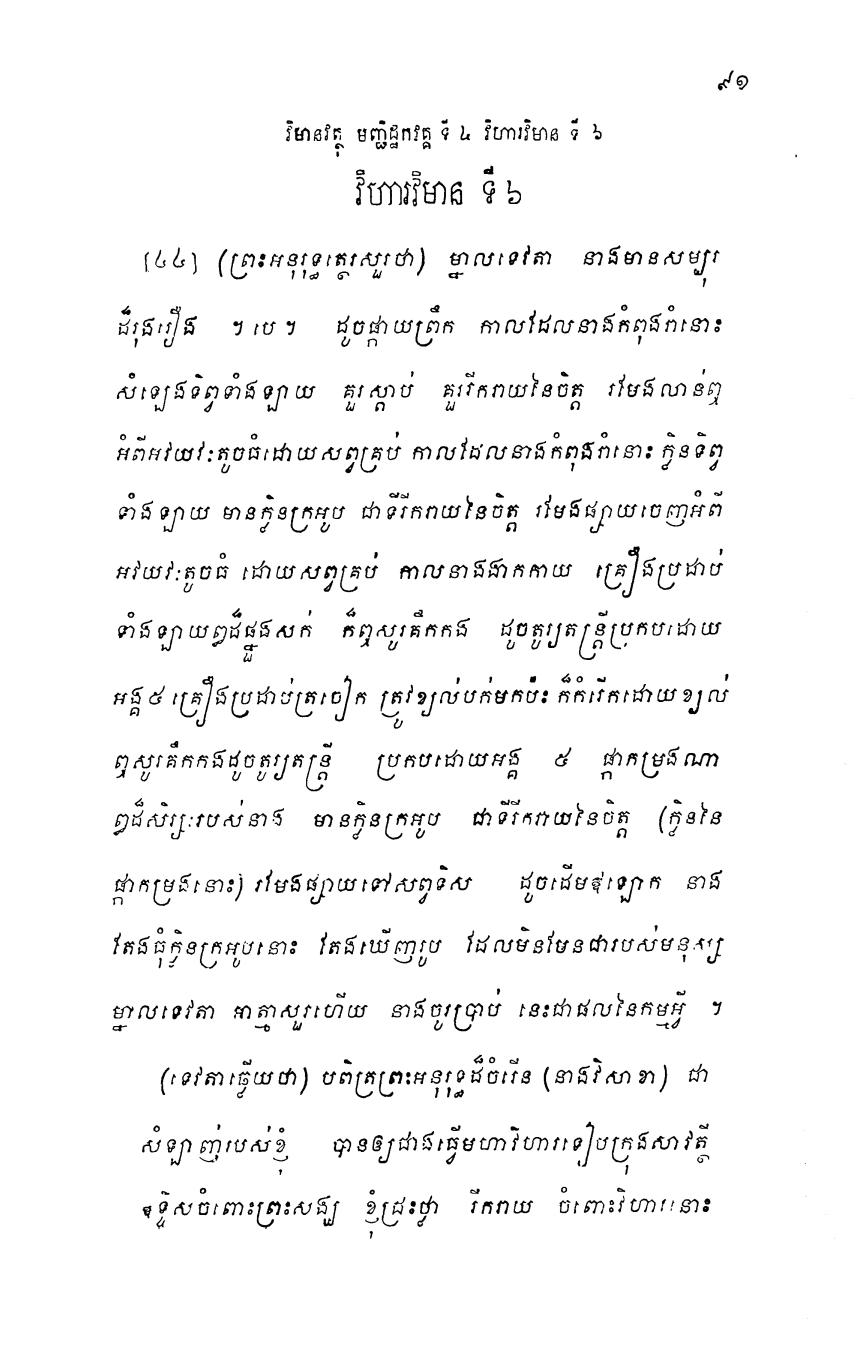 ៩១
វិមានវត្ថុ មញ្ជិដ្ឋកវគ្គ ទី ៤ វិហារវិមាន ទី ៦
វិហារវិមាន ទី ៦
[៤៤] (ព្រះអនុរុទ្ធត្ថេរសួរថា) ម្នាលទេវតា នាងមានសម្បុរ
ដ៏រុងរឿង ។ បេ ។ ដូចផ្កាយព្រឹក កាលដែលនាងកំពុងរាំនោះ
សំឡេងទិព្វទាំងឡាយ គួរស្តាប់ គួររីករាយនៃចិត្ត រមែងលាន់ឮ
អំពីអវយវៈតូចធំដោយសព្វគ្រប់ កាលដែលនាងកំពុងរាំនោះ ក្លិនទិព្វ
ទាំងឡាយ មានក្លិនក្រអូប ជាទីរីករាយនៃចិត្ត រមែងផ្សាយចេញអំពី
អវយវៈតូចធំ ដោយសព្វគ្រប់ កាលនាងងាកកាយ គ្រឿងប្រដាប់
ទាំងឡាយឰដ៏ផ្នួងសក់ ក៏ឮសូរគឹកកង ដូចតូរ្យតន្ត្រីប្រកបដោយ
អង្គ ៥ គ្រឿងប្រដាប់ត្រចៀក ត្រូវខ្យល់បក់មកប៉ះ ក៏កំរើកដោយខ្យល់
ឮសូរគឹកកងដូចតូរ្យតន្ត្រី ប្រកបដោយអង្គ ៥ ផ្កាកម្រងណា
ឰដ៏សិរ្សៈរបស់នាង មានក្លិនក្រអូប ជាទីរីករាយនៃចិត្ត (ក្លិននៃ
ផ្កាកម្រងនោះ) រមែងផ្សាយទៅសព្វទិស ដូចដើមឧឡោក នាង
តែងធុំក្លិនក្រអូបនោះ តែងឃើញរូប ដែលមិនមែនជារបស់មនុស្ស
ម្នាលទេវតា អាត្មាសួរហើយ នាងចូរប្រាប់ នេះជាផលនៃកម្មអ្វី ។
(ទេវតាឆ្លើយថា) បពិត្រព្រះអនុរុទ្ធដ៏ចំរើន (នាងវិសាខា) ជា
សំឡាញ់របស់ខ្ញុំ បានឲ្យជាងធ្វើមហាវិហារទៀបក្រុងសាវត្ថី
ឧទ្ទិសចំពោះព្រះសង្ឃ ខ្ញុំជ្រះថ្លា រីករាយ ចំពោះវិហារនោះ